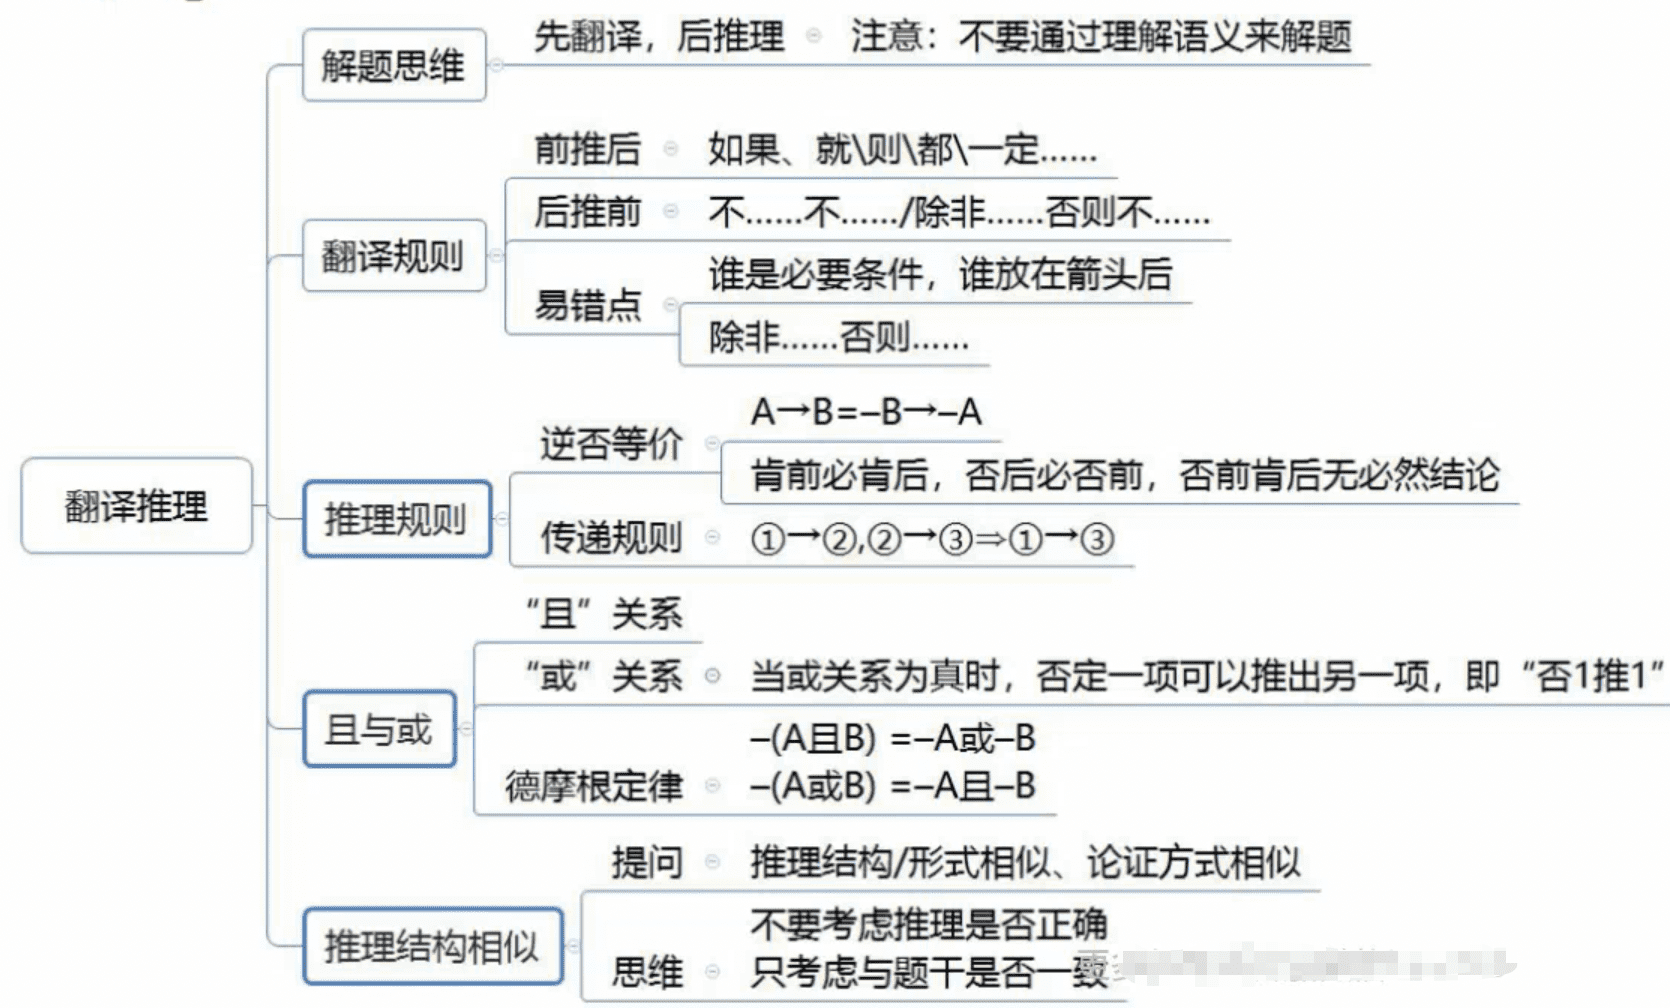 翻译推理
解题思维
先翻译，后推理
注意：不要通过理解语义来解题
翻译规则
前推后
如果、就\则\都\一定……
后推前
不……不……/除非……否则不……
易错点
谁是必要条件，谁放在箭头后
除非……否则……
推理规则
逆否等价
A→B=–B→–A
肯前必肯后，否后必否前，否前肯后无必然结论
传递规则
①→②,②→③⇒①→③
且与或
“且”关系
“或”关系
当或关系为真时，否定一项可以推出另一项，即“否1推1”
德摩根定律
–(A且B) =–A或–B
–(A或B) =–A且–B
推理结构相似
提问
推理结构/形式相似、论证方式相似
思维
不要考虑推理是否正确
只考虑与题干是否一致